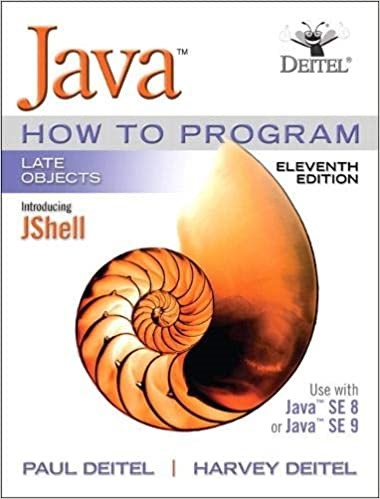 Java™
DEITEL®
HOW TO PROGRAM
LATE
OBJECTS
ELEVENTH
EDITION
Introducing
JShell
Use with
Java™ SE 8
or Java™ SE 9
PAUL DEITEL | HARVEY DEITEL